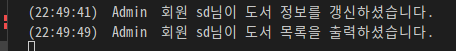 (22:49:41)  Admin  회원 sd님이 도서 정보를 갱신하셨습니다.
(22:49:49)  Admin  회원 sd님이 도서 목록을 출력하셨습니다.